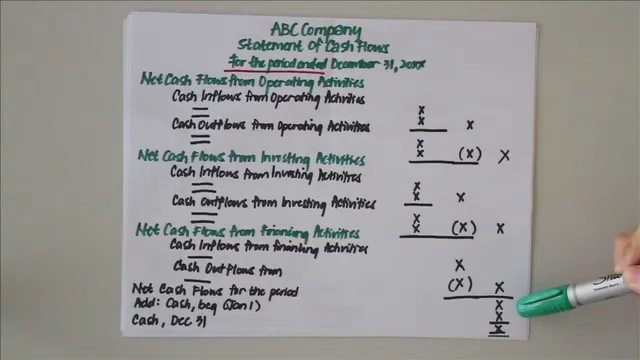 ABC Company
Statement of Cash Flows
for the period ended December 31, 20xx
Net Cash Flows from Operating Activities
Cash Inflows from Operating Activities
x
x
Cash Outflows from Operating Activities x
x
x (x) x
Net Cash Flows from Investing Activities
Cash Inflows from Investing Activities
x
x
Cash Outflows from Investing Activities x
x
x (x) x
Net Cash Flows from Financing Activities
Cash Inflows from financing Activities
x
Cash Outflows from
(x) x
Net Cash Flows for the period x
Add: Cash, beg (Jan 1) x
Cash, Dec 31 x